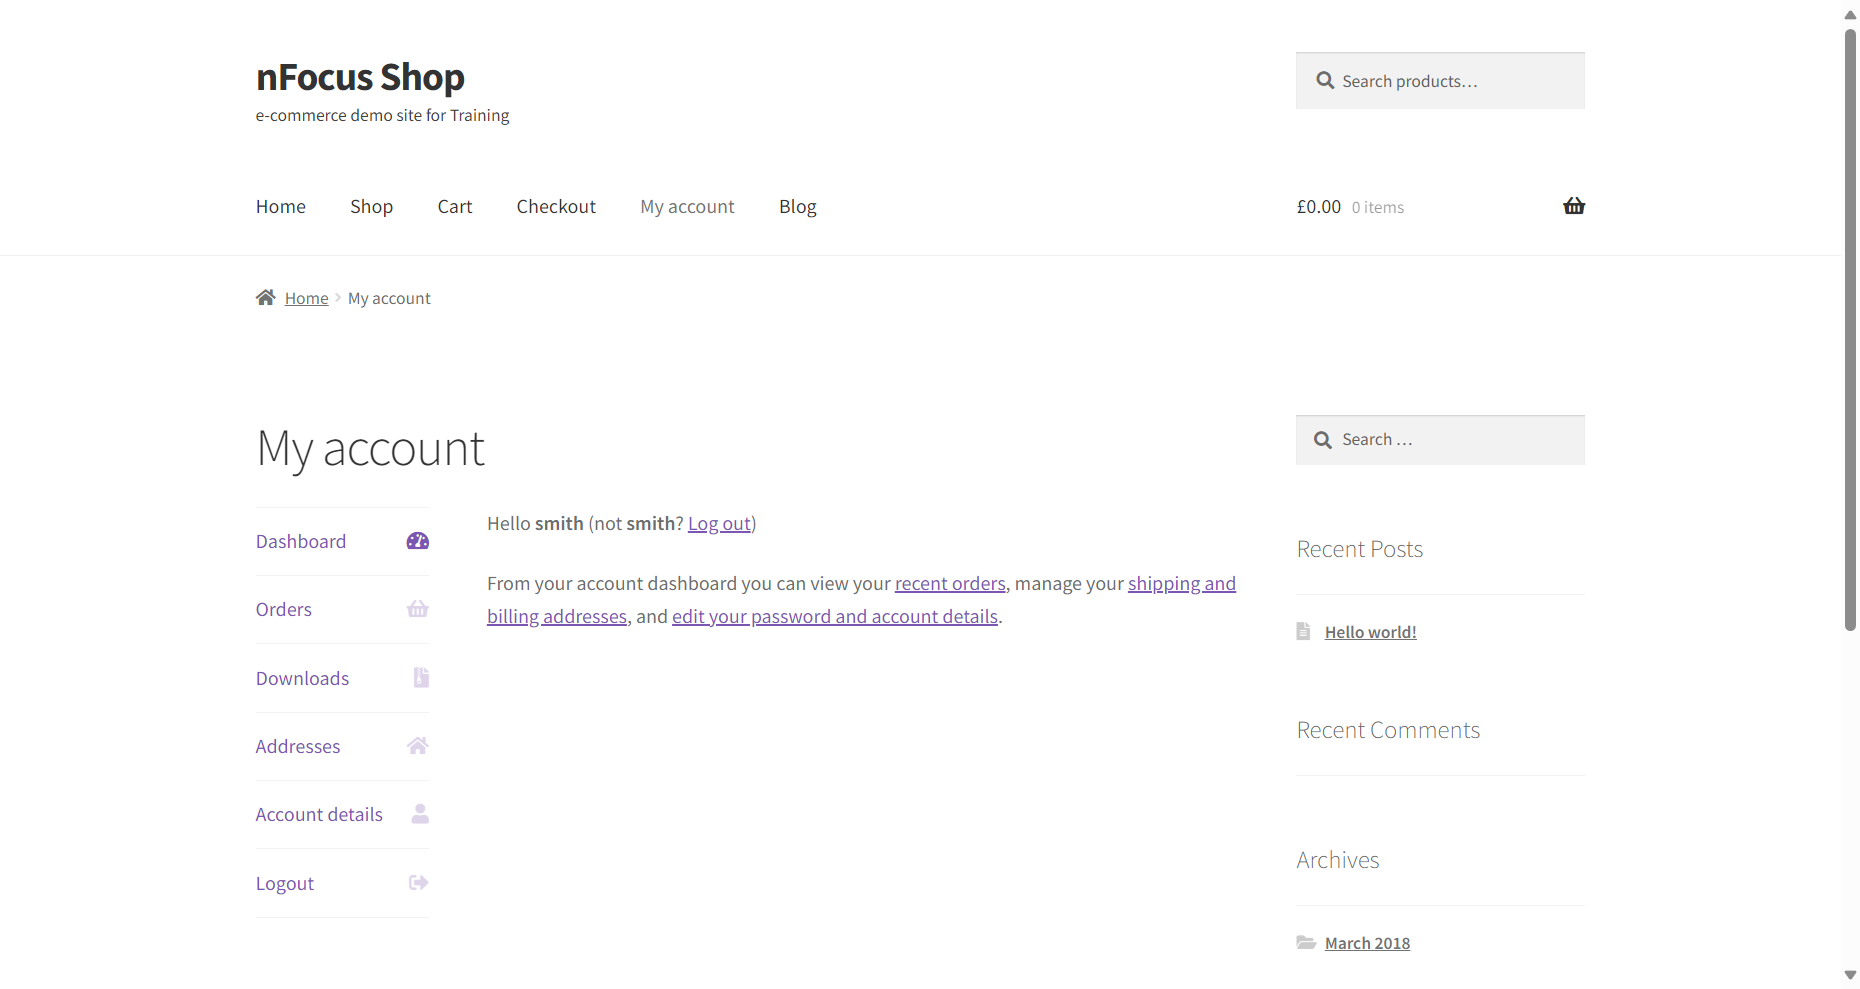 nFocus Shop
e-commerce demo site for Training
Search products…
Home Shop Cart Checkout My account Blog
£0.00 0 items
Home My account
My account
Dashboard
Orders
Downloads
Addresses
Account details
Logout
Hello smith (not smith? Log out)
From your account dashboard you can view your recent orders, manage your shipping and
billing addresses, and edit your password and account details.
Search …
Recent Posts
Hello world!
Recent Comments
Archives
March 2018